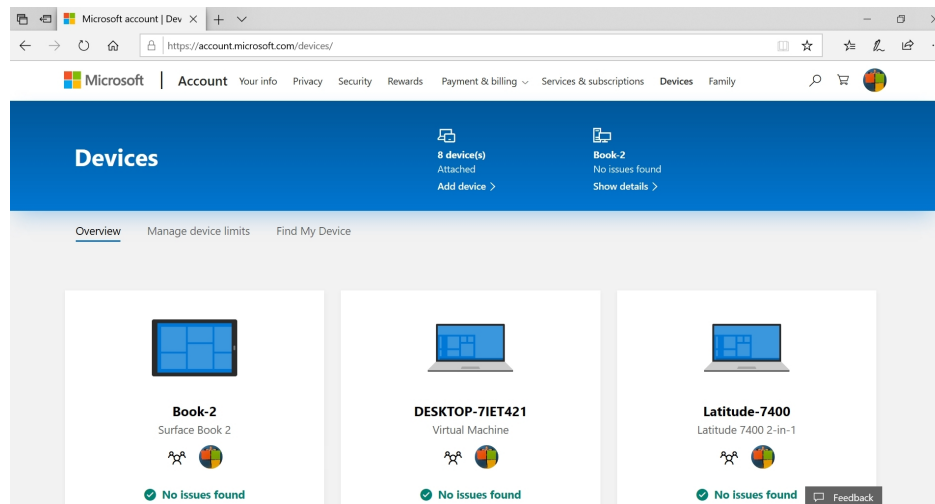 Microsoft account | Dev
https://account.microsoft.com/devices/
Microsoft Account Your info Privacy Security Rewards Payment & billing Services & subscriptions Devices Family
Devices
8 device(s)
Attached
Add device >
Book-2
No issues found
Show details >
Overview Manage device limits Find My Device
Book-2
Surface Book 2
No issues found
DESKTOP-7IET421
Virtual Machine
No issues found
Latitude-7400
Latitude 7400 2-in-1
No issues found
Feedback